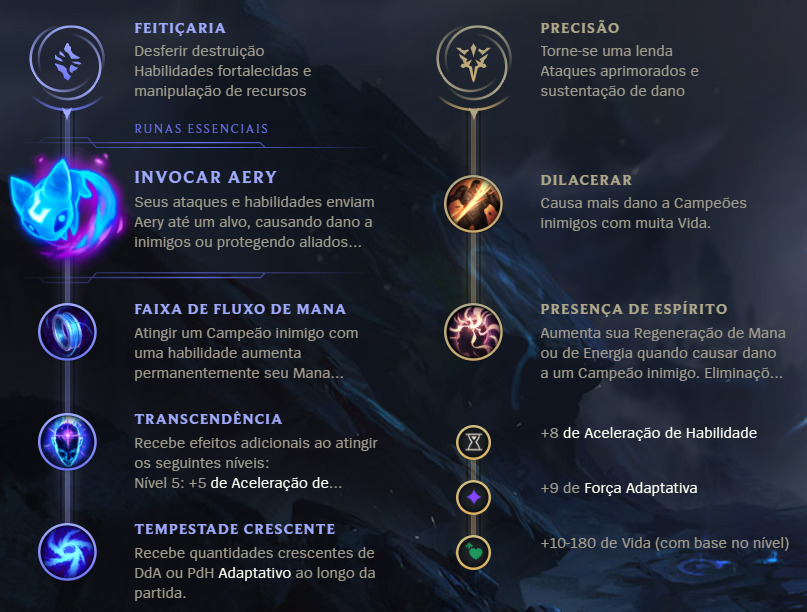 FEITIÇARIA
Desferir destruição
Habilidades fortalecidas e
manipulação de recursos
RUNAS ESSENCIAIS
INVOCAR AERY
Seus ataques e habilidades enviam
Aery até um alvo, causando dano a
inimigos ou protegendo aliados...
FAIXA DE FLUXO DE MANA
Atingir um Campeão inimigo com
uma habilidade aumenta
permanentemente seu Mana...
TRANSCENDÊNCIA
Recebe efeitos adicionais ao atingir
os seguintes níveis:
Nível 5: +5 de Aceleração de...
TEMPESTADE CRESCENTE
Recebe quantidades crescentes de
DdA ou PdH Adaptativo ao longo da
partida.
PRECISÃO
Torne-se uma lenda
Ataques aprimorados e
sustentação de dano
DILACERAR
Causa mais dano a Campeões
inimigos com muita Vida.
PRESENÇA DE ESPÍRITO
Aumenta sua Regeneração de Mana
ou de Energia quando causar dano
a um Campeão inimigo. Eliminaçõ...
+8 de Aceleração de Habilidade
+9 de Força Adaptativa
+10-180 de Vida (com base no nível)